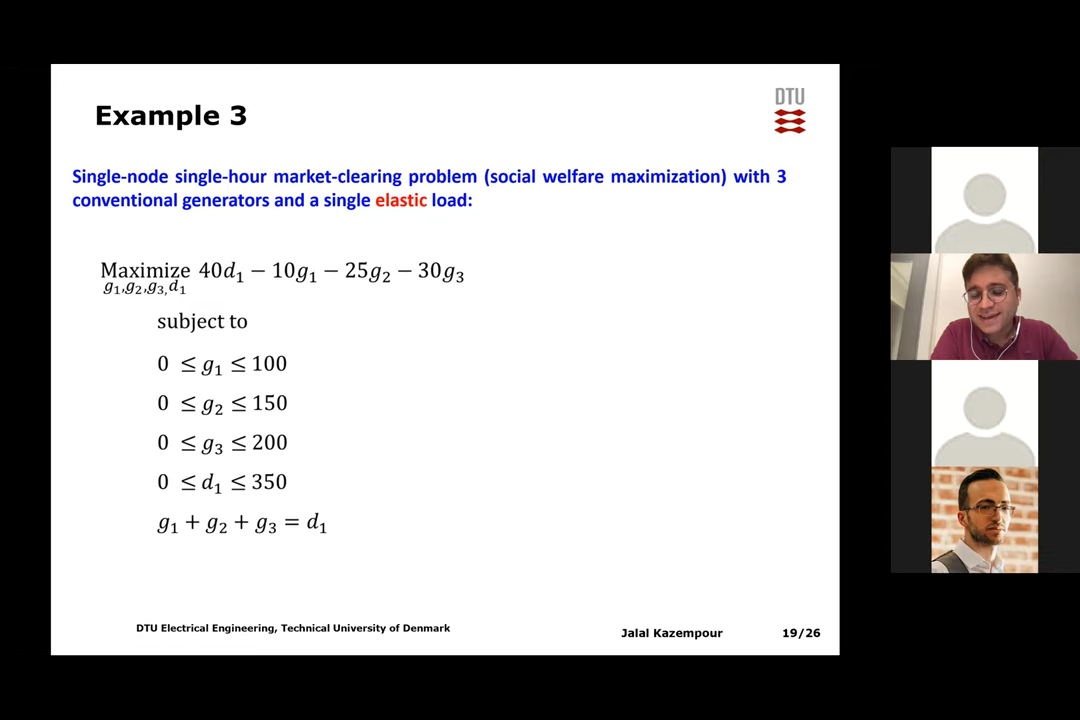 Example 3
DTU
Single-node single-hour market-clearing problem (social welfare maximization) with 3
conventional generators and a single elastic load:
Maximize 40d₁ − 10g₁ − 25g₂ − 30g₃
g₁,g₂,g₃,d₁
subject to
0 ≤ g₁ ≤ 100
0 ≤ g₂ ≤ 150
0 ≤ g₃ ≤ 200
0 ≤ d₁ ≤ 350
g₁ + g₂ + g₃ = d₁
DTU Electrical Engineering, Technical University of Denmark
Jalal Kazempour
19/26